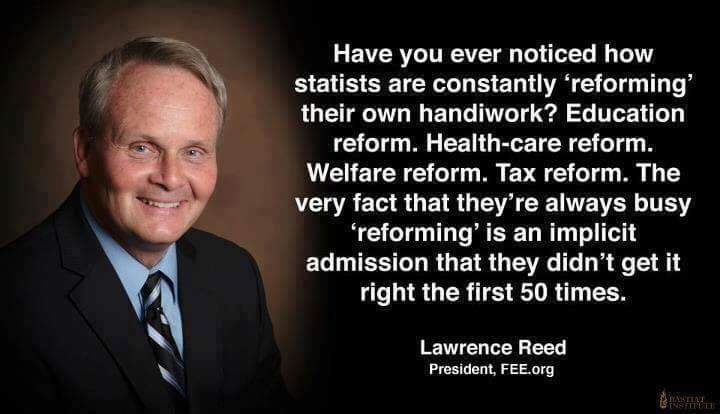 Have you ever noticed how
statists are constantly ‘reforming’
their own handiwork? Education
reform. Health-care reform.
Welfare reform. Tax reform. The
very fact that they’re always busy
‘reforming’ is an implicit
admission that they didn’t get it
right the first 50 times.
Lawrence Reed
President, FEE.org
BASTIAT
INSTITUTE